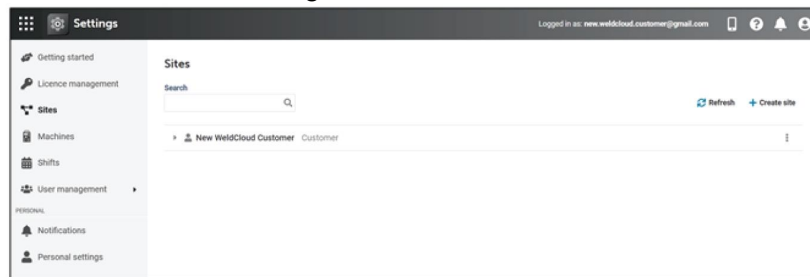 Settings
Logged in as: new.weldcloud.customer@gmail.com
Getting started
Licence management
Sites
Machines
Shifts
User management
PERSONAL
Notifications
Personal settings
Sites
Search
Refresh
Create site
New WeldCloud Customer Customer